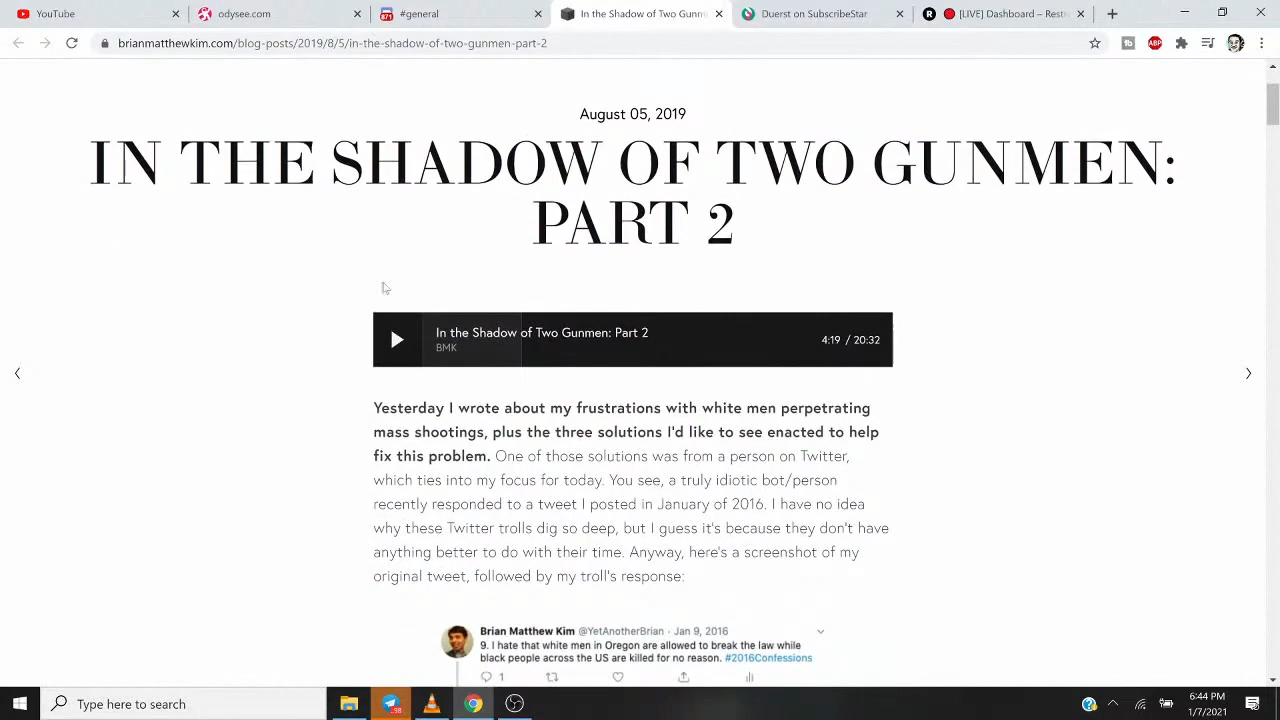 YouTube
odysee.com
871
#general
In the Shadow of Two Gunm
Duerst on SubscribeStar
R
[LIVE] Dashboard – Rest
brianmatthewkim.com/blog-posts/2019/8/5/in-the-shadow-of-two-gunmen-part-2
ABP
August 05, 2019
IN THE SHADOW OF TWO GUNMEN:
PART 2
In the Shadow of Two Gunmen: Part 2
BMK
4:19 / 20:32
Yesterday I wrote about my frustrations with white men perpetrating
mass shootings, plus the three solutions I'd like to see enacted to help
fix this problem. One of those solutions was from a person on Twitter,
which ties into my focus for today. You see, a truly idiotic bot/person
recently responded to a tweet I posted in January of 2016. I have no idea
why these Twitter trolls dig so deep, but I guess it's because they don't have
anything better to do with their time. Anyway, here's a screenshot of my
original tweet, followed by my troll's response:
Brian Matthew Kim @YetAnotherBrian · Jan 9, 2016
9. I hate that white men in Oregon are allowed to break the law while
black people across the US are killed for no reason. #2016Confessions
1
Type here to search
6:44 PM
1/7/2021